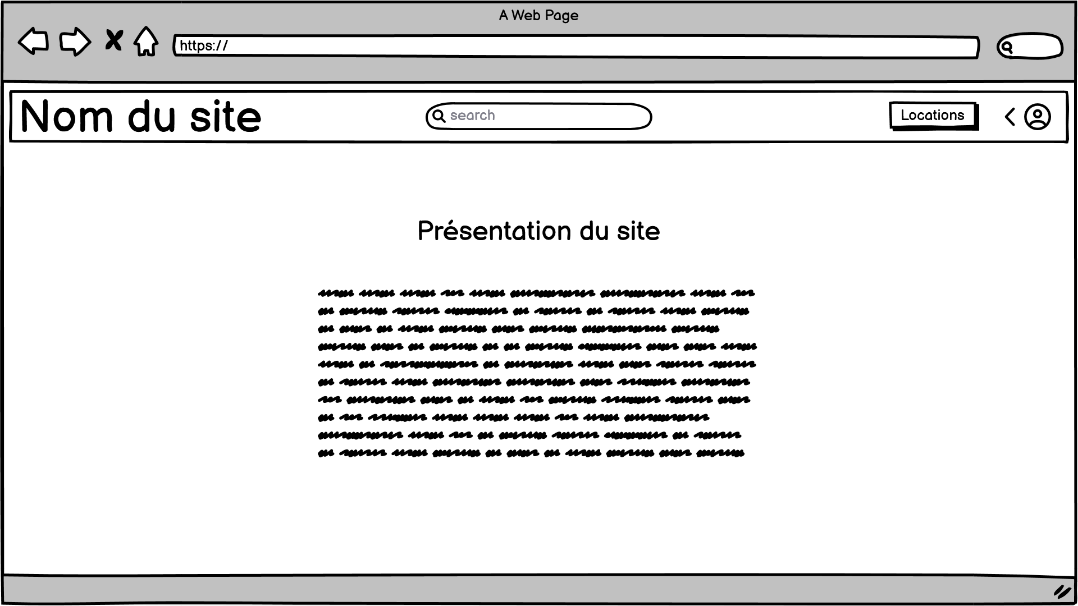 A Web Page
https://
Nom du site
search
Locations
Présentation du site